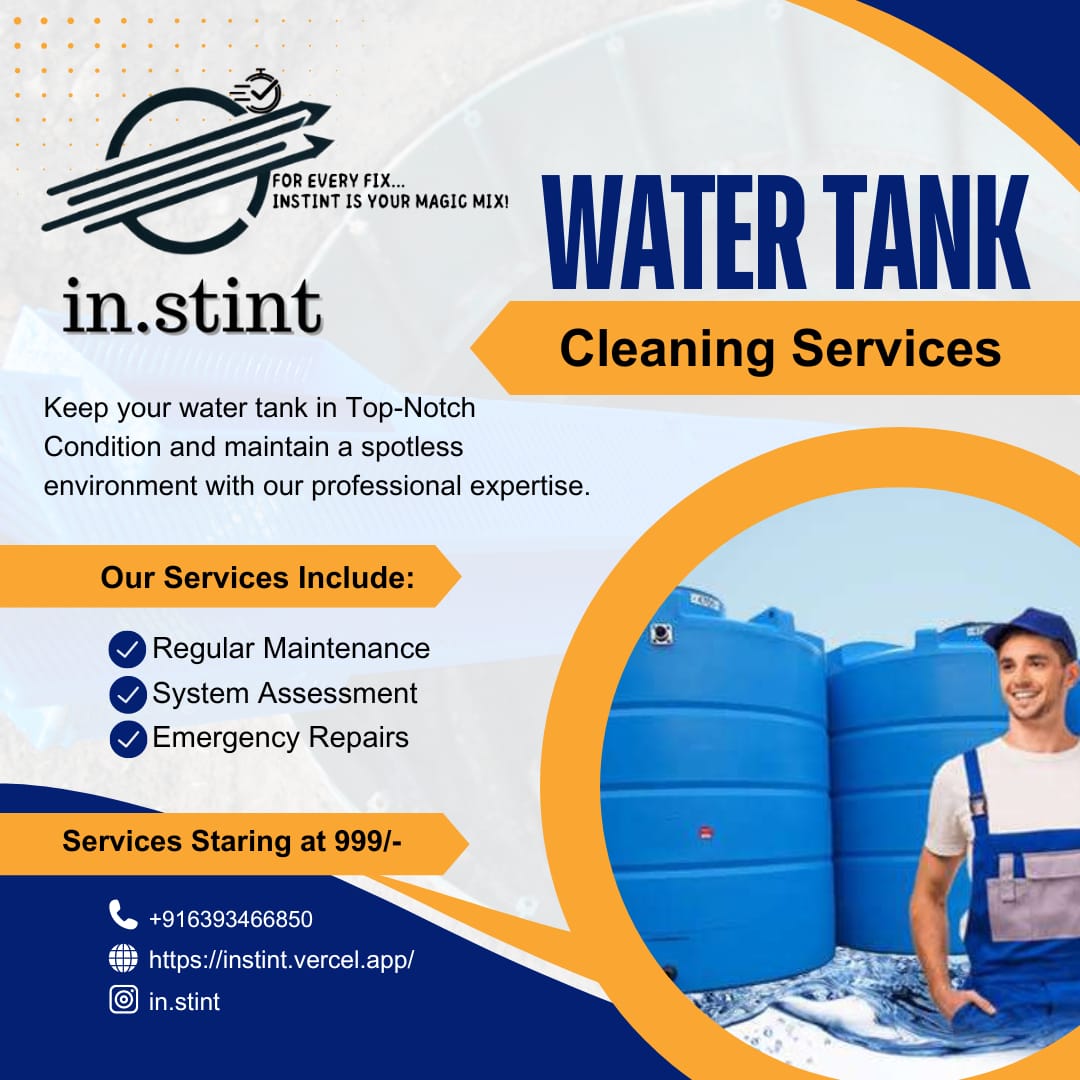 FOR EVERY FIX...
INSTINT IS YOUR MAGIC MIX!
in.stint
WATER TANK
Cleaning Services
Keep your water tank in Top-Notch
Condition and maintain a spotless
environment with our professional expertise.
Our Services Include:
Regular Maintenance
System Assessment
Emergency Repairs
Services Staring at 999/-
+916393466850
https://instint.vercel.app/
in.stint